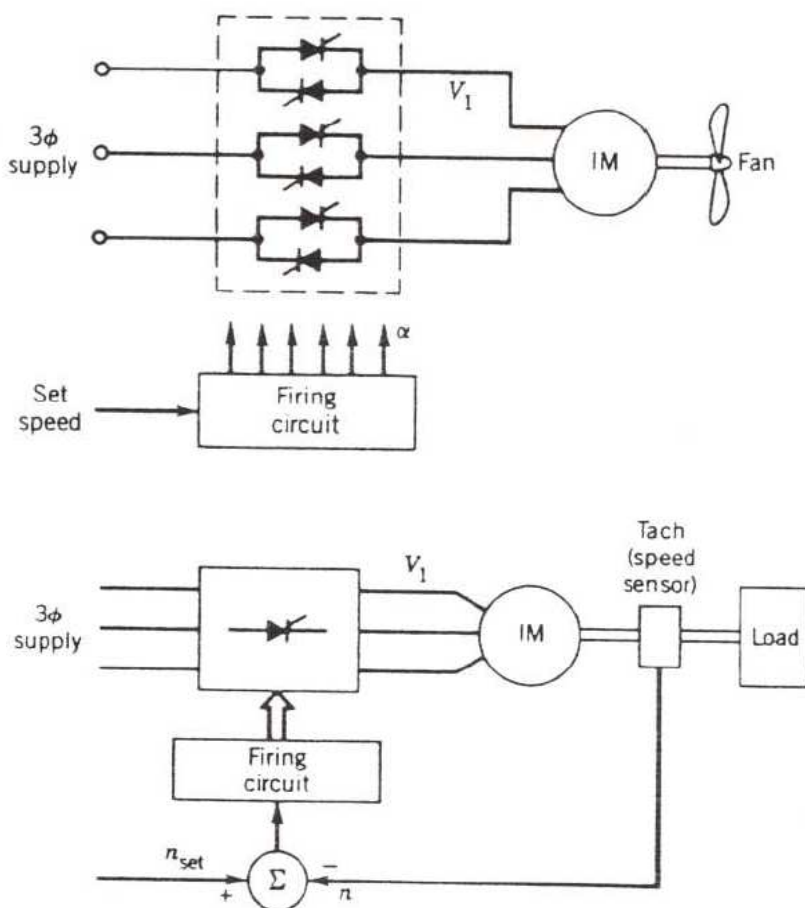 V₁
3ϕ
supply
IM
Fan
α
Set
speed
Firing
circuit
Tach
(speed
sensor)
V₁
3ϕ
supply
IM
Load
Firing
circuit
n_set
+
Σ
−
n